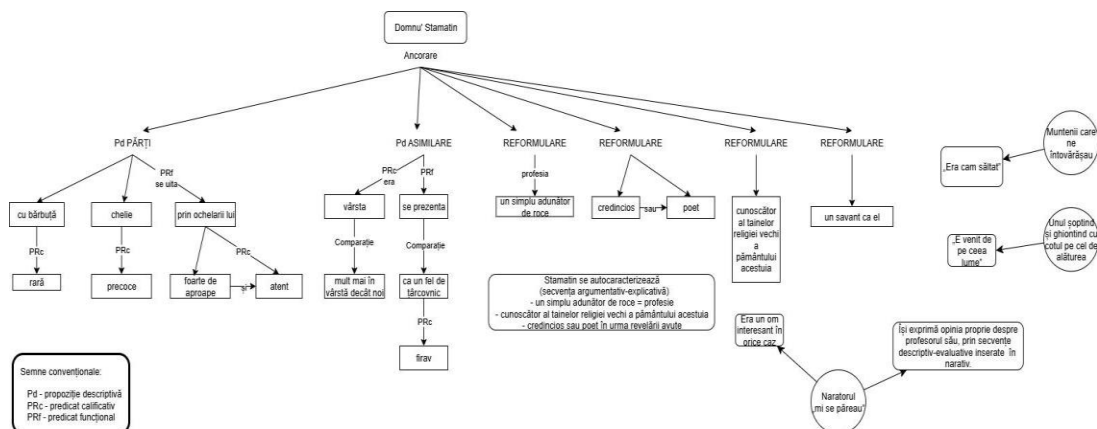 Domnu' Stamatin
Ancorare
Pd PĂRȚI
Pd ASIMILARE
REFORMULARE
REFORMULARE
REFORMULARE
REFORMULARE
PRf
se uita
PRc
era
PRf
profesia
cu bărbuță
chelie
prin ochelarii lui
vârsta
se prezenta
un simplu adunător
de roce
credincios
sau
poet
cunoscător
al tainelor
religiei vechi
a
pământului
acestuia
un savant ca el
PRc
PRc
PRc
Comparație
Comparație
rară
precoce
foarte de
aproape
și
atent
mult mai în
vârstă decât noi
ca un fel de
târcovnic
PRc
firav
Stamatin se autocaracterizează
(secvența argumentativ-explicativă)
- un simplu adunător de roce = profesie
- cunoscător al tainelor religiei vechi a pământului acestuia
- credincios sau poet în urma revelării avute
Muntenii care
ne
întovărășau
„Era cam săltat”
Unul șoptind
și ghiontind cu
cotul pe cel de
alăturea
„E venit de
pe ceea
lume”
Era un om
interesant în
orice caz
Își exprimă opinia proprie despre
profesorul său, prin secvențe
descriptiv-evaluative inserate în
narativ.
Naratorul
„mi se păreau”
Semne convenționale:
Pd - propoziție descriptivă
PRc - predicat calificativ
PRf - predicat funcțional